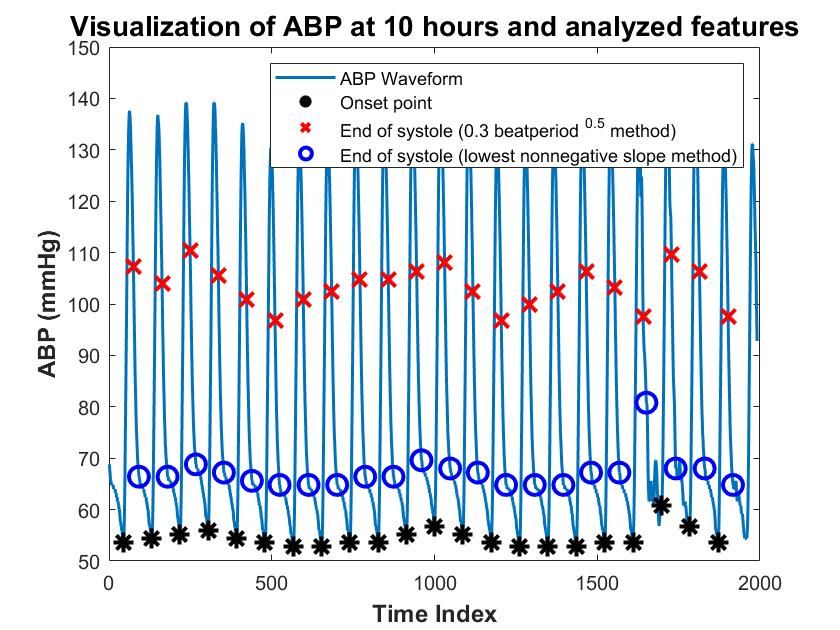 Visualization of ABP at 10 hours and analyzed features
150
140
130
120
110
100
90
80
70
60
50
ABP (mmHg)
ABP Waveform
Onset point
End of systole (0.3 beatperiod 0.5 method)
End of systole (lowest nonnegative slope method)
0 500 1000 1500 2000
Time Index